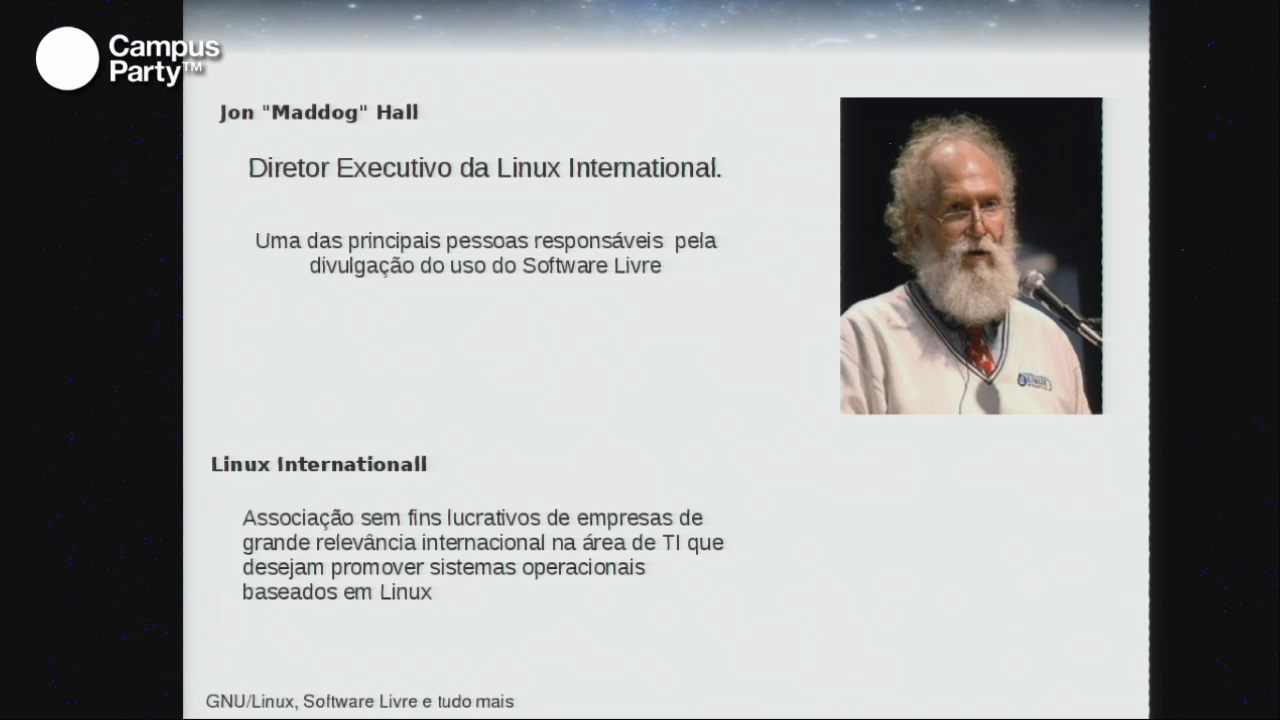 Campus
Party™
Jon "Maddog" Hall
Diretor Executivo da Linux International.
Uma das principais pessoas responsáveis pela
divulgação do uso do Software Livre
Linux Internationall
Associação sem fins lucrativos de empresas de
grande relevância internacional na área de TI que
desejam promover sistemas operacionais
baseados em Linux
GNU/Linux, Software Livre e tudo mais